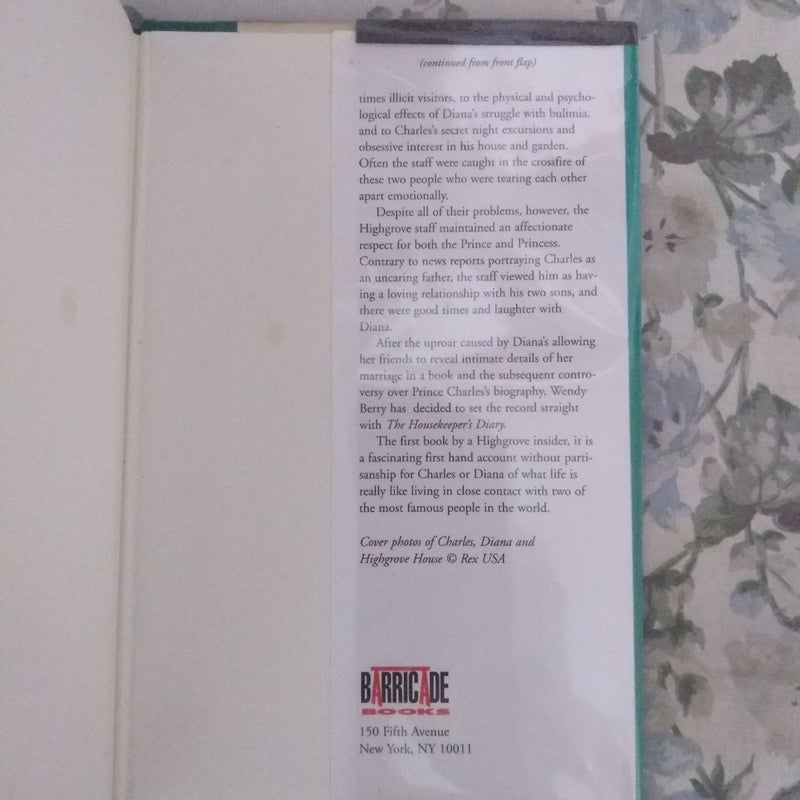 (continued from front flap)
times illicit visitors, to the physical and psycho-
logical effects of Diana's struggle with bulimia,
and to Charles's secret night excursions and
obsessive interest in his house and garden.
Often the staff were caught in the crossfire of
these two people who were tearing each other
apart emotionally.
Despite all of their problems, however, the
Highgrove staff maintained an affectionate
respect for both the Prince and Princess.
Contrary to news reports portraying Charles as
an uncaring father, the staff viewed him as hav-
ing a loving relationship with his two sons, and
there were good times and laughter with
Diana.
After the uproar caused by Diana's allowing
her friends to reveal intimate details of her
marriage in a book and the subsequent contro-
versy over Prince Charles's biography, Wendy
Berry has decided to set the record straight
with The Housekeeper's Diary.
The first book by a Highgrove insider, it is
a fascinating first hand account without parti-
sanship for Charles or Diana of what life is
really like living in close contact with two of
the most famous people in the world.
Cover photos of Charles, Diana and
Highgrove House © Rex USA
BARRICADE
BOOKS
150 Fifth Avenue
New York, NY 10011